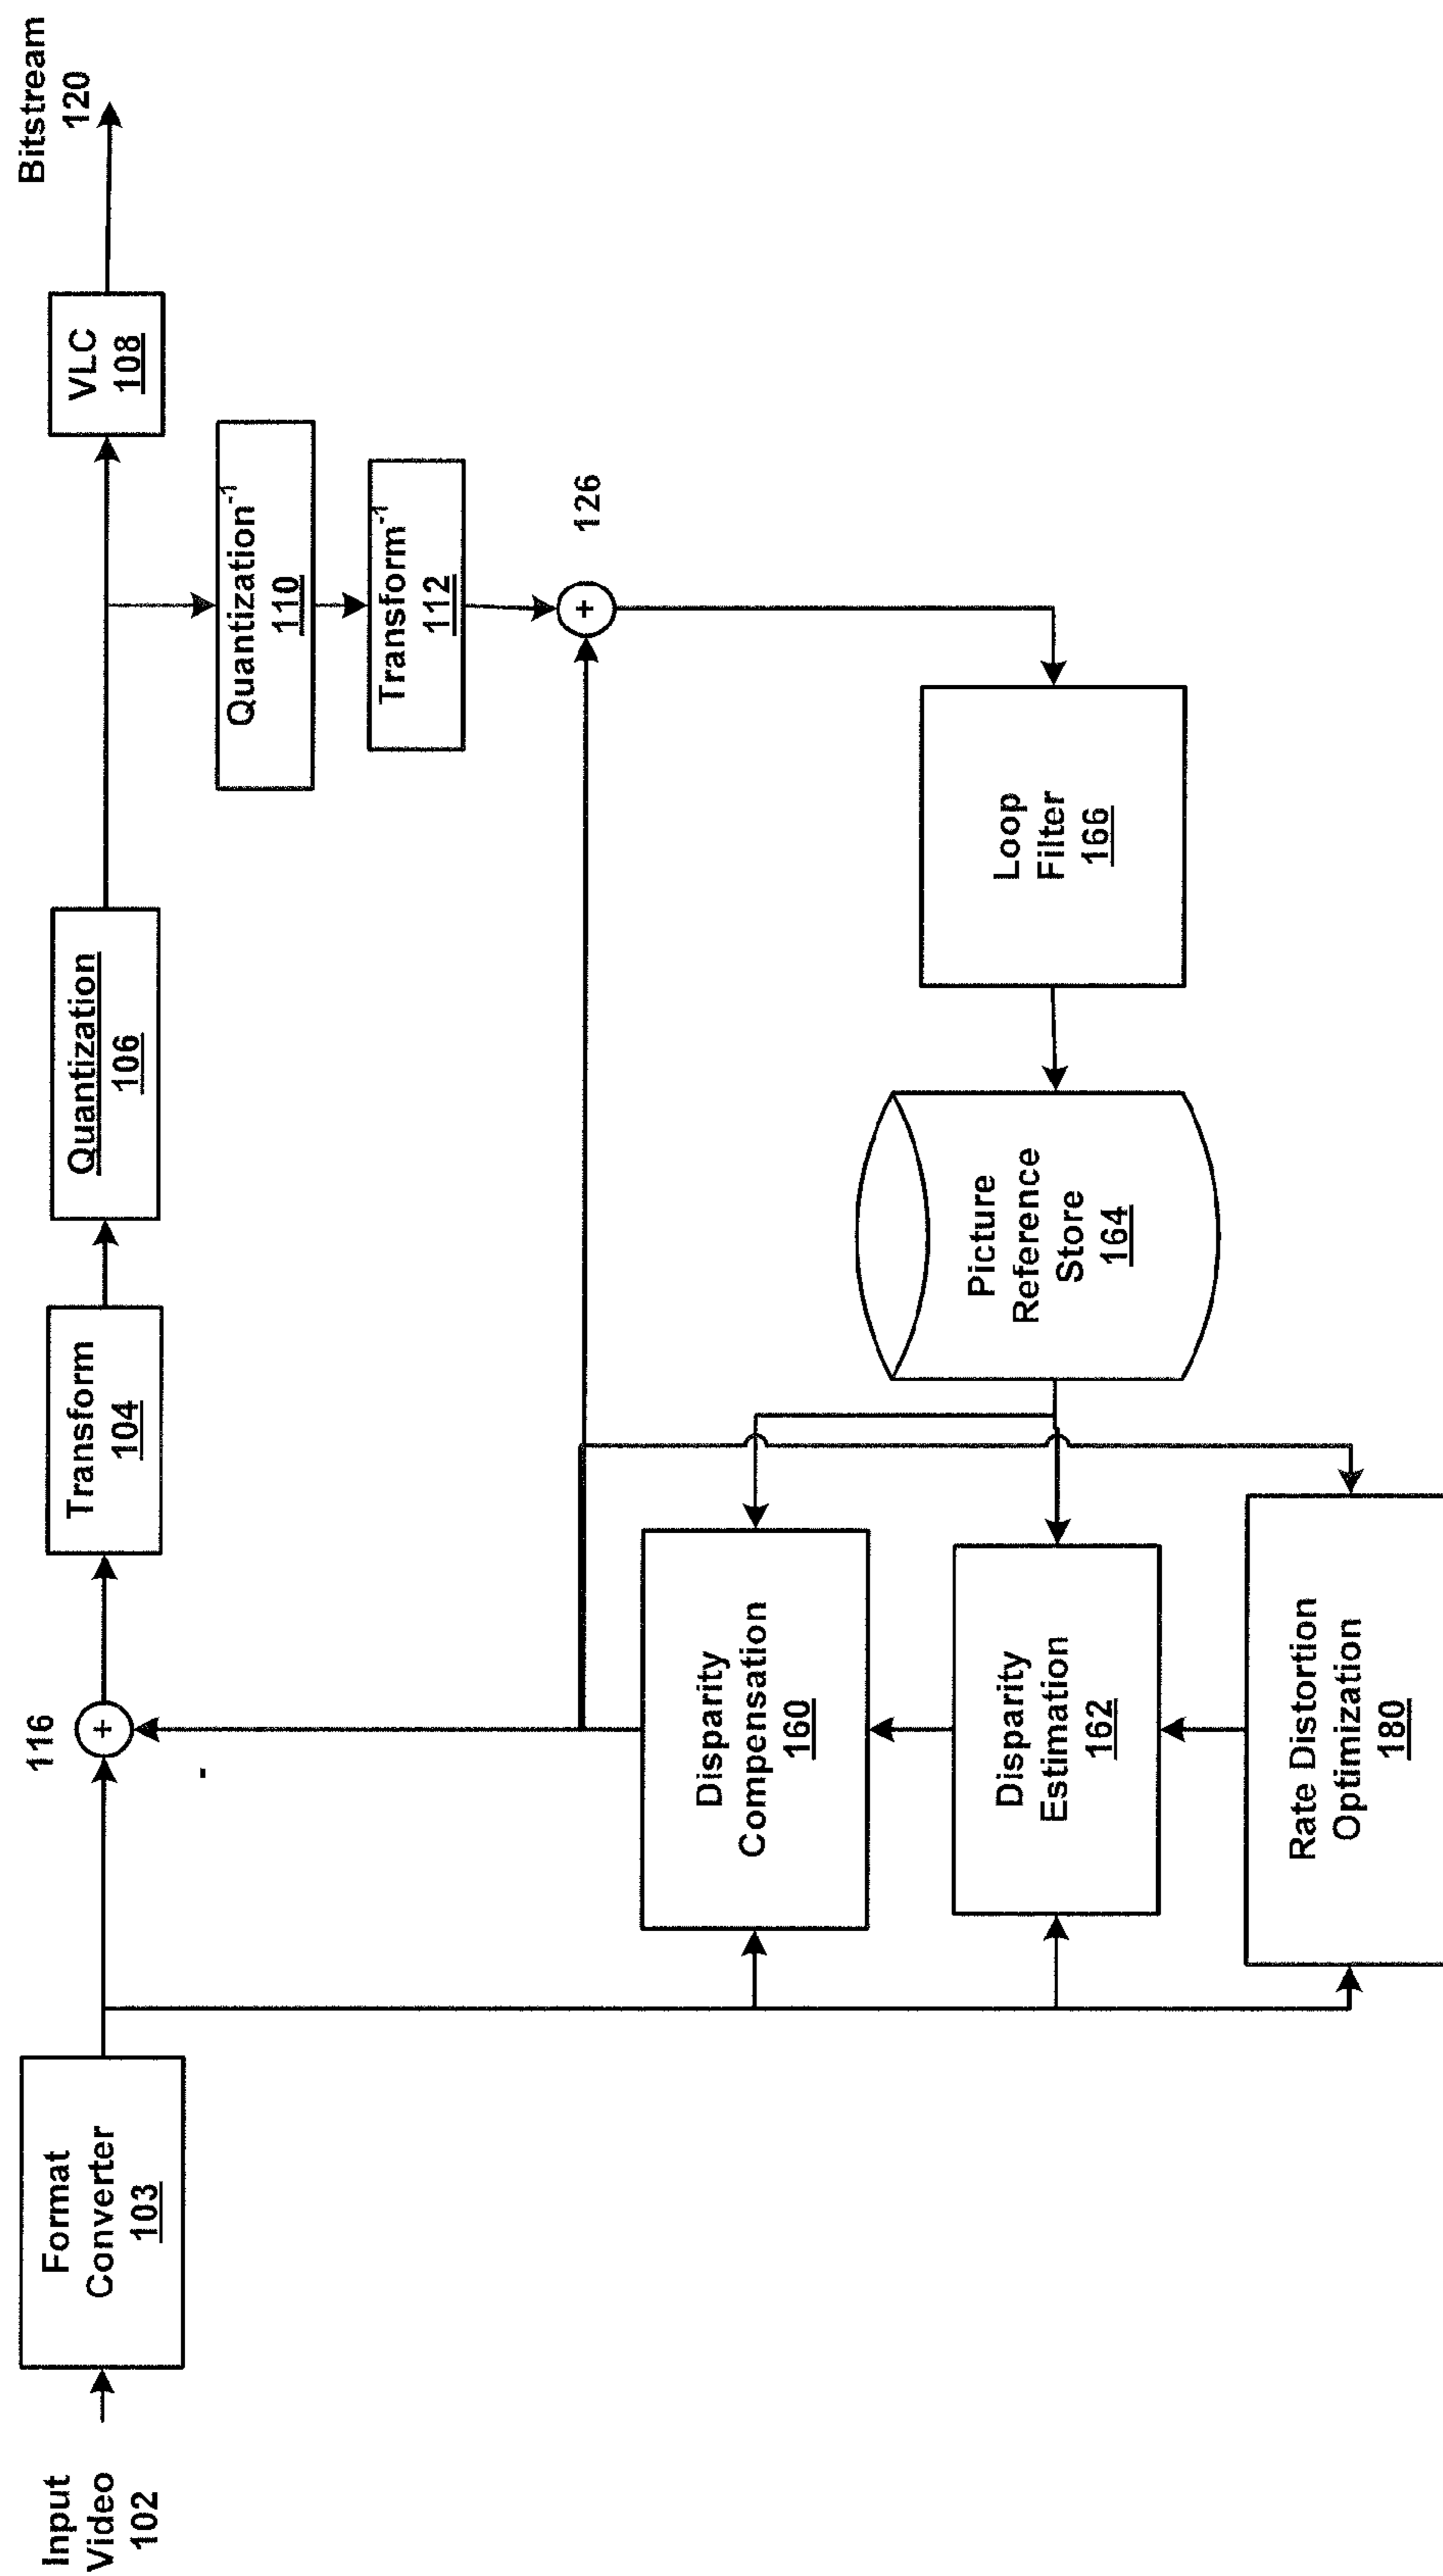 Input
Video
102
Format
Converter
103
116
+
-
Transform
104
Quantization
106
VLC
108
Bitstream
120
Quantization-1
110
Transform-1
112
+
126
Disparity
Compensation
160
Disparity
Estimation
162
Rate Distortion
Optimization
180
Picture
Reference
Store
164
Loop
Filter
166